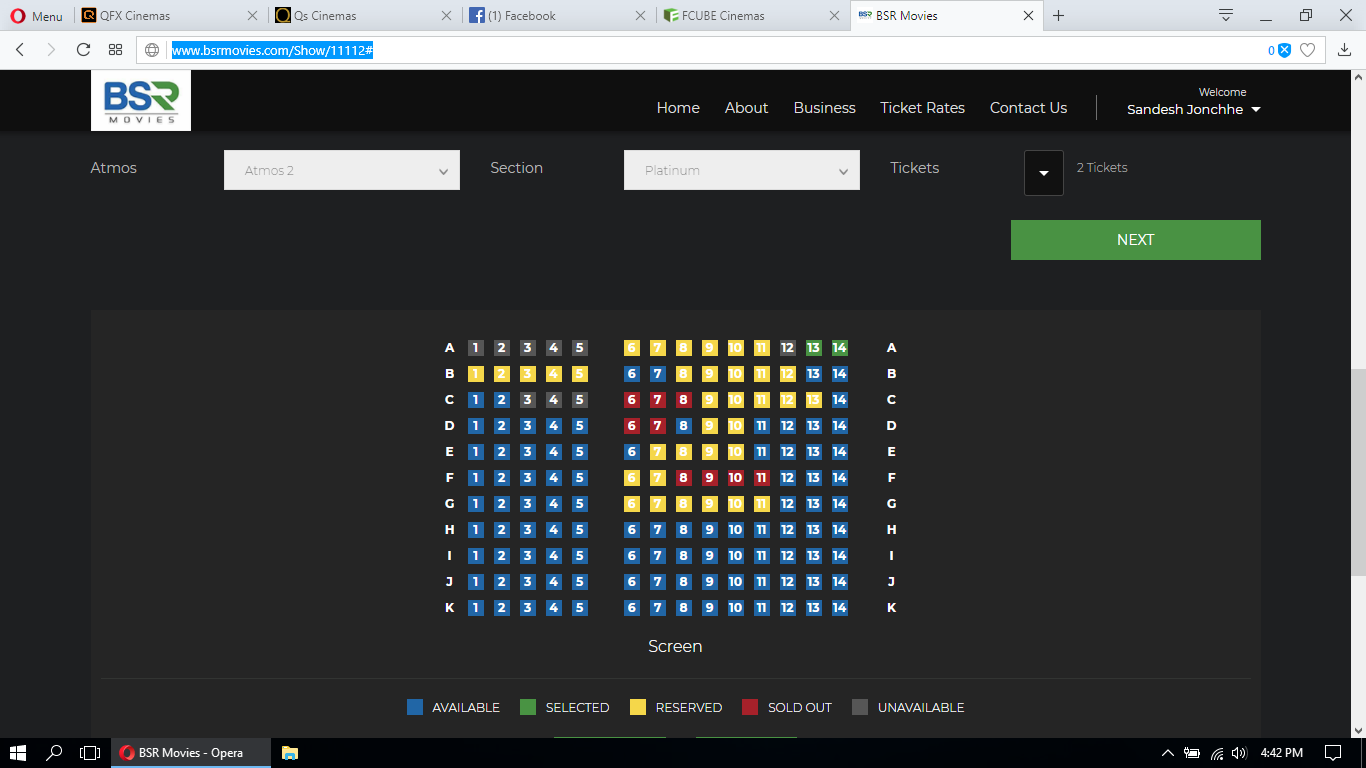 Menu QFX Cinemas Qs Cinemas (1) Facebook FCUBE Cinemas BSR Movies
www.bsrmovies.com/Show/11112# 0
BSR
MOVIES
Home About Business Ticket Rates Contact Us
Welcome
Sandesh Jonchhe
Atmos Atmos 2 Section Platinum Tickets 2 Tickets
NEXT
A 1 2 3 4 5 6 7 8 9 10 11 12 13 14 A
B 1 2 3 4 5 6 7 8 9 10 11 12 13 14 B
C 1 2 3 4 5 6 7 8 9 10 11 12 13 14 C
D 1 2 3 4 5 6 7 8 9 10 11 12 13 14 D
E 1 2 3 4 5 6 7 8 9 10 11 12 13 14 E
F 1 2 3 4 5 6 7 8 9 10 11 12 13 14 F
G 1 2 3 4 5 6 7 8 9 10 11 12 13 14 G
H 1 2 3 4 5 6 7 8 9 10 11 12 13 14 H
I 1 2 3 4 5 6 7 8 9 10 11 12 13 14 I
J 1 2 3 4 5 6 7 8 9 10 11 12 13 14 J
K 1 2 3 4 5 6 7 8 9 10 11 12 13 14 K
Screen
AVAILABLE SELECTED RESERVED SOLD OUT UNAVAILABLE
BSR Movies - Opera 4:42 PM